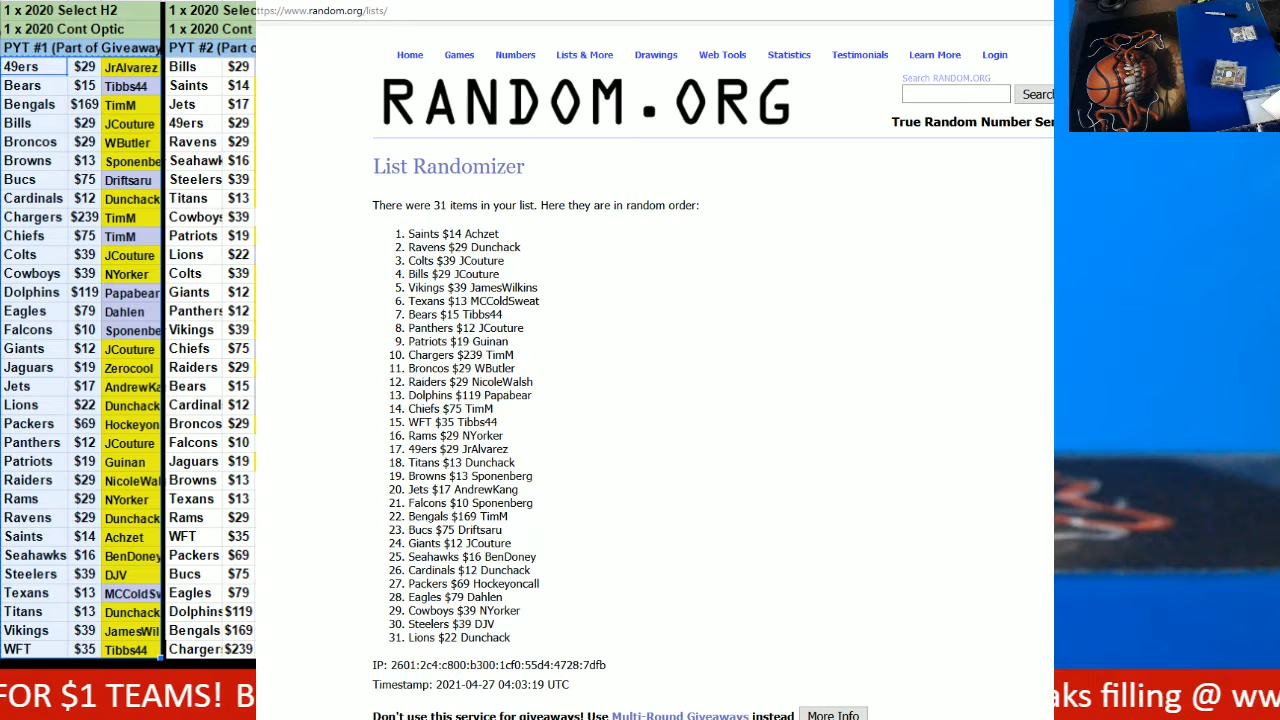 1 x 2020 Select H2
1 x 2020 Selec
1 x 2020 Cont Optic
1 x 2020 Cont
PYT #1 (Part of Giveaway
PYT #2 (Part o
49ers $29 JrAlvarez
Bills $29
Bears $15 Tibbs44
Saints $14
Bengals $169 TimM
Jets $17
Bills $29 JCouture
49ers $29
Broncos $29 WButler
Ravens $29
Browns $13 Sponenbe
Seahawk $16
Bucs $75 Driftsaru
Steelers $39
Cardinals $12 Dunchack
Titans $13
Chargers $239 TimM
Cowboys $39
Chiefs $75 TimM
Patriots $19
Colts $39 JCouture
Lions $22
Cowboys $39 NYorker
Colts $39
Dolphins $119 Papabear
Giants $12
Eagles $79 Dahlen
Panthers $12
Falcons $10 Sponenbe
Vikings $39
Giants $12 JCouture
Chiefs $75
Jaguars $19 Zerocool
Raiders $29
Jets $17 AndrewKa
Bears $15
Lions $22 Dunchack
Cardinal $12
Packers $69 Hockeyon
Broncos $29
Panthers $12 JCouture
Falcons $10
Patriots $19 Guinan
Jaguars $19
Raiders $29 NicoleWal
Browns $13
Rams $29 NYorker
Texans $13
Ravens $29 Dunchack
Rams $29
Saints $14 Achzet
WFT $35
Seahawks $16 BenDoney
Packers $69
Steelers $39 DJV
Bucs $75
Texans $13 MCColdSw
Eagles $79
Titans $13 Dunchack
Dolphins $119
Vikings $39 JamesWil
Bengals $169
WFT $35 Tibbs44
Charger $239
ttps://www.random.org/lists/
Home Games Numbers Lists & More Drawings Web Tools Statistics Testimonials Learn More Login
RANDOM.ORG
Search RANDOM.ORG
Search
True Random Number Ser
List Randomizer
There were 31 items in your list. Here they are in random order:
1. Saints $14 Achzet
2. Ravens $29 Dunchack
3. Colts $39 JCouture
4. Bills $29 JCouture
5. Vikings $39 JamesWilkins
6. Texans $13 MCColdSweat
7. Bears $15 Tibbs44
8. Panthers $12 JCouture
9. Patriots $19 Guinan
10. Chargers $239 TimM
11. Broncos $29 WButler
12. Raiders $29 NicoleWalsh
13. Dolphins $119 Papabear
14. Chiefs $75 TimM
15. WFT $35 Tibbs44
16. Rams $29 NYorker
17. 49ers $29 JrAlvarez
18. Titans $13 Dunchack
19. Browns $13 Sponenberg
20. Jets $17 AndrewKang
21. Falcons $10 Sponenberg
22. Bengals $169 TimM
23. Bucs $75 Driftsaru
24. Giants $12 JCouture
25. Seahawks $16 BenDoney
26. Cardinals $12 Dunchack
27. Packers $69 Hockeyoncall
28. Eagles $79 Dahlen
29. Cowboys $39 NYorker
30. Steelers $39 DJV
31. Lions $22 Dunchack
IP: 2601:2c4:c800:b300:1cf0:55d4:4728:7dfb
Timestamp: 2021-04-27 04:03:19 UTC
Don't use this service for giveaways! Use Multi-Round Giveaways instead More Info
FOR $1 TEAMS! B
aks filling @ ww